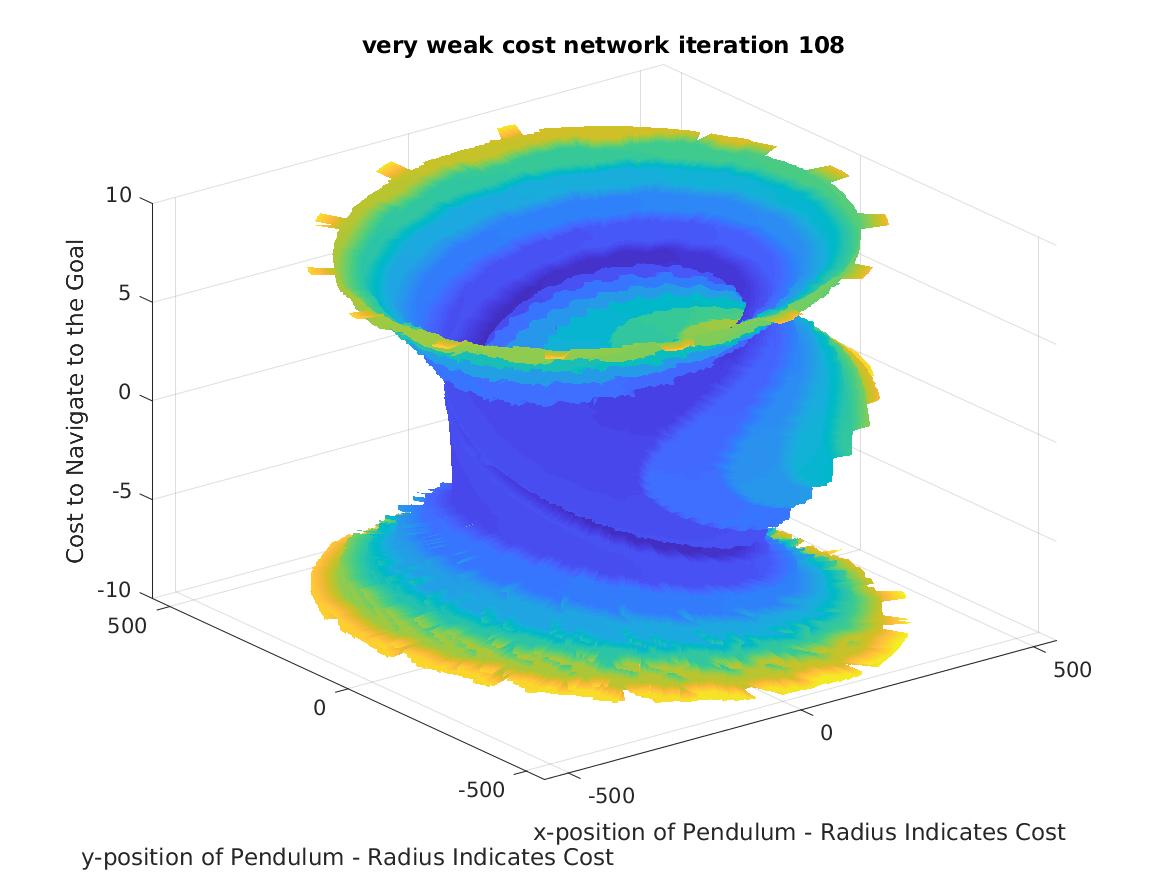 very weak cost network iteration 108
10
5
0
-5
-10
Cost to Navigate to the Goal
500
0
-500
-500
0
500
x-position of Pendulum - Radius Indicates Cost
y-position of Pendulum - Radius Indicates Cost